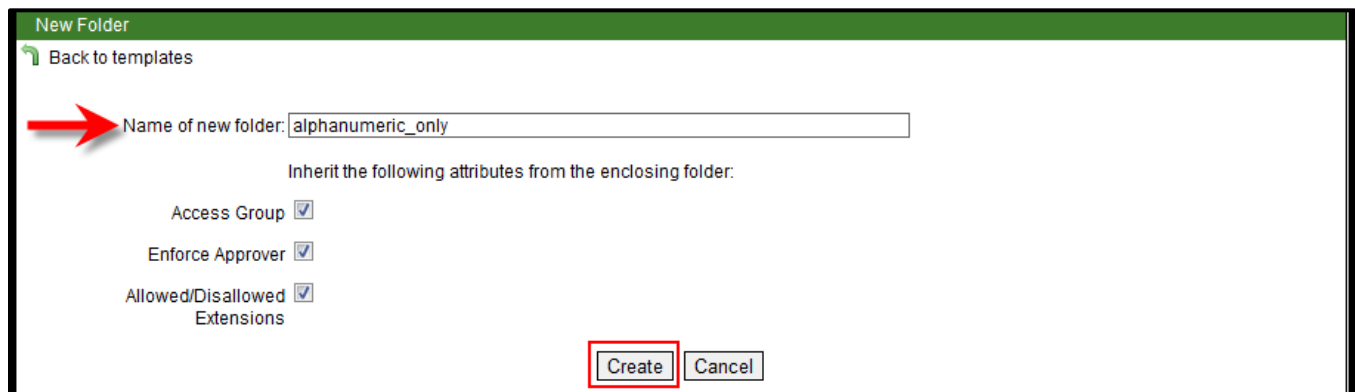 New Folder
Back to templates
Name of new folder: alphanumeric_only
Inherit the following attributes from the enclosing folder:
Access Group
Enforce Approver
Allowed/Disallowed
Extensions
Create Cancel